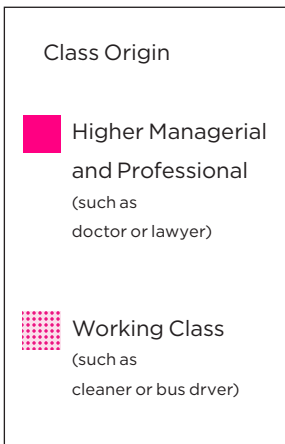 Class Origin
Higher Managerial
and Professional
(such as
doctor or lawyer)
Working Class
(such as
cleaner or bus drver)